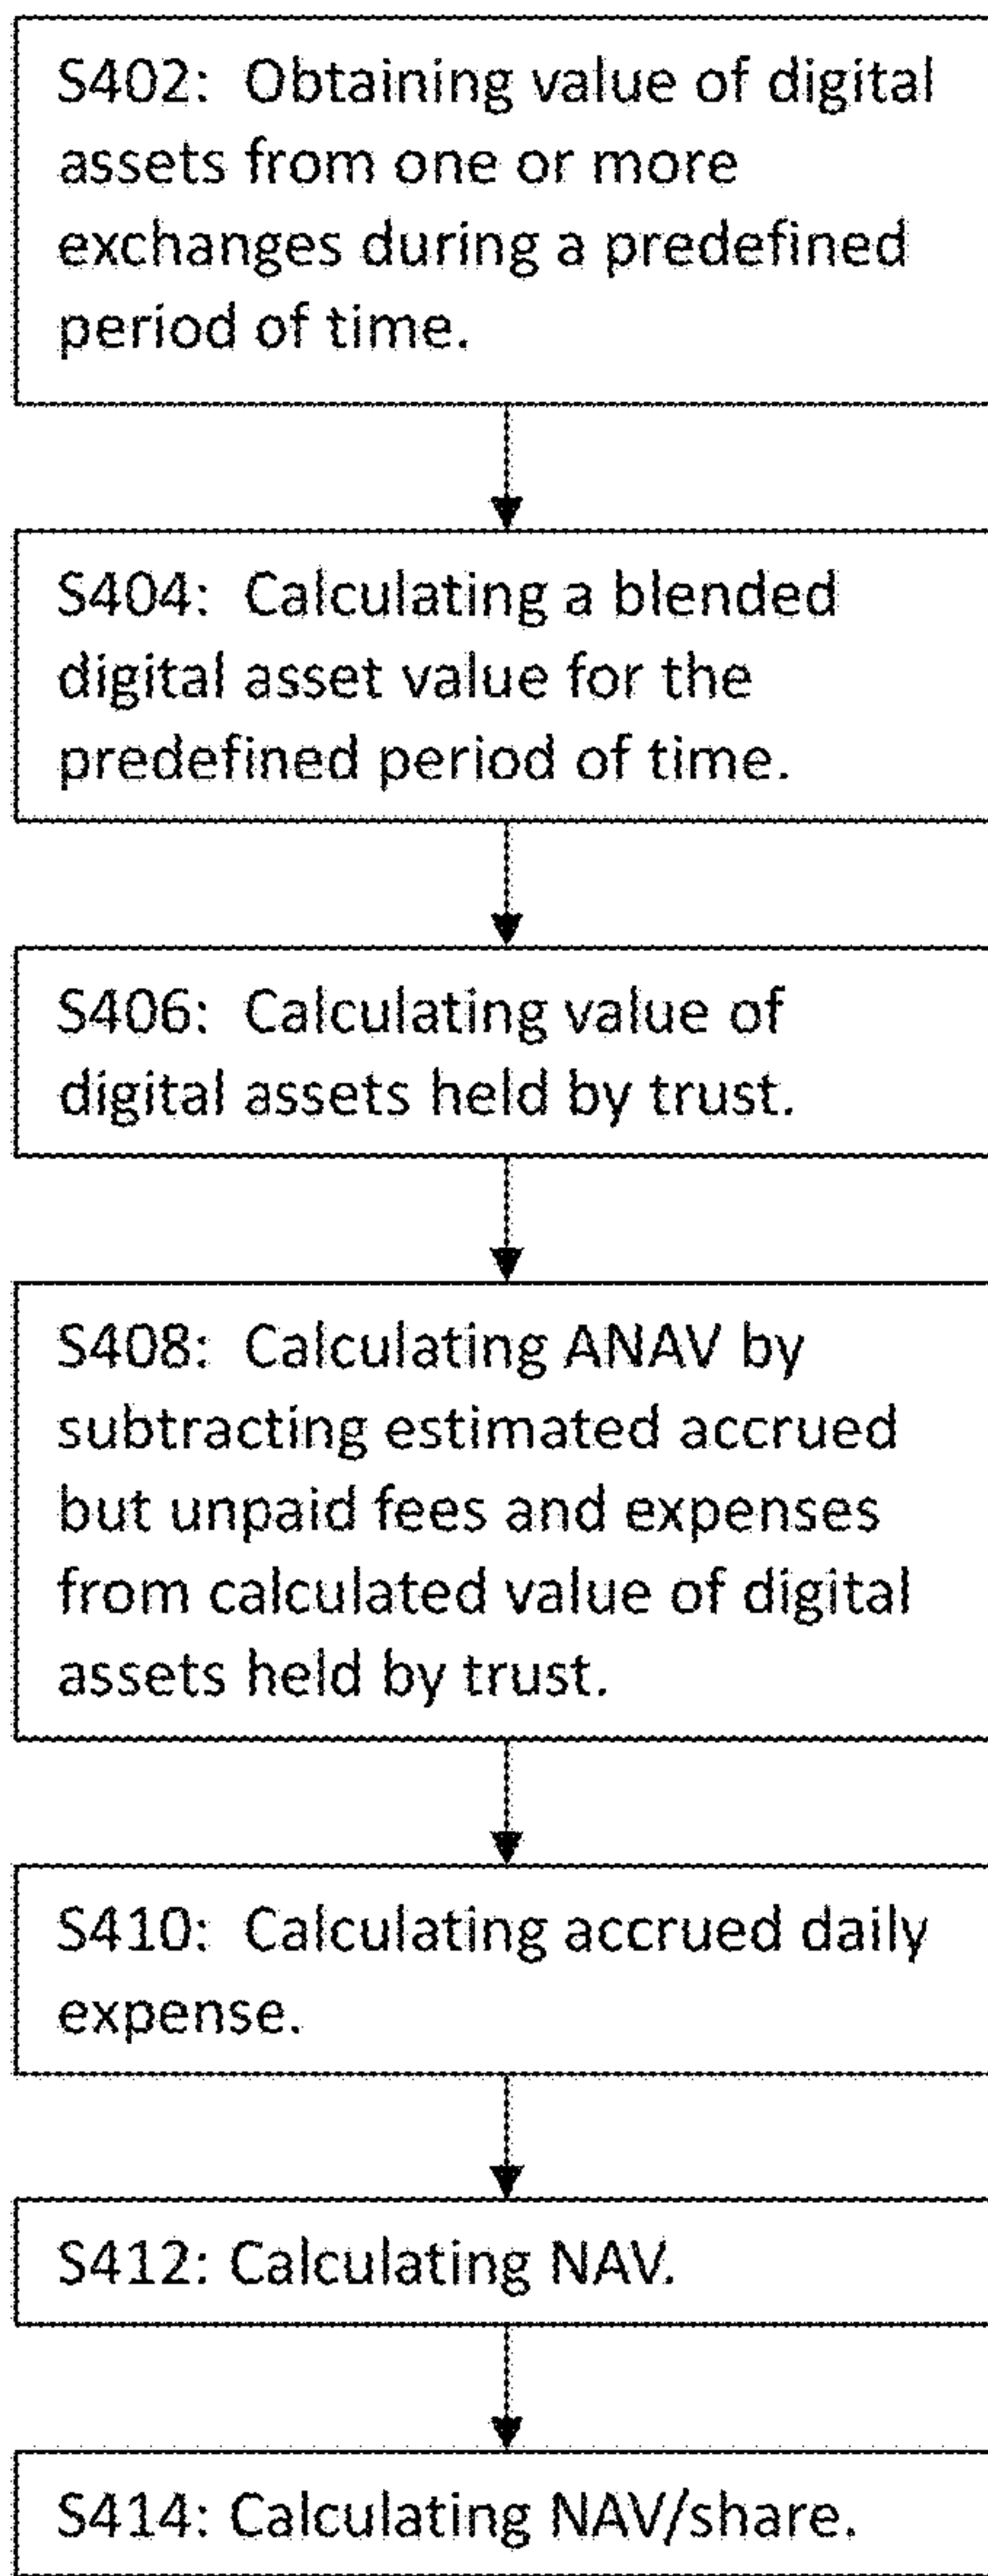 S402:  Obtaining value of digital
assets from one or more
exchanges during a predefined
period of time.
S404:  Calculating a blended
digital asset value for the
predefined period of time.
S406:  Calculating value of
digital assets held by trust.
S408:  Calculating ANAV by
subtracting estimated accrued
but unpaid fees and expenses
from calculated value of digital
assets held by trust.
S410:  Calculating accrued daily
expense.
S412: Calculating NAV.
S414: Calculating NAV/share.